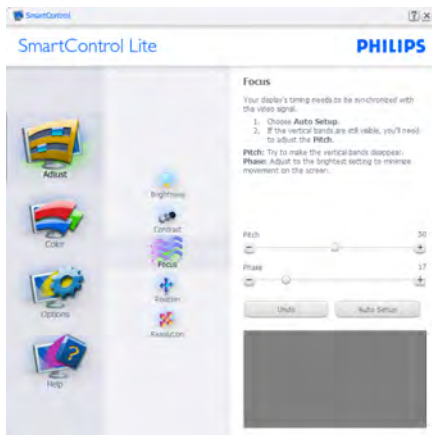 SmartControl
? x
SmartControl Lite
PHILIPS
Adjust
Color
Options
Help
Brightness
Contrast
Focus
Position
Resolution
Focus
Your display's timing needs to be synchronized with
the video signal.
1. Choose Auto Setup.
2. If the vertical bands are still visible, you'll need
to adjust the Pitch.
Pitch: Try to make the vertical bands disappear.
Phase: Adjust to the brightest setting to minimize
movement on the screen.
Pitch 50
Phase 17
Undo Auto Setup